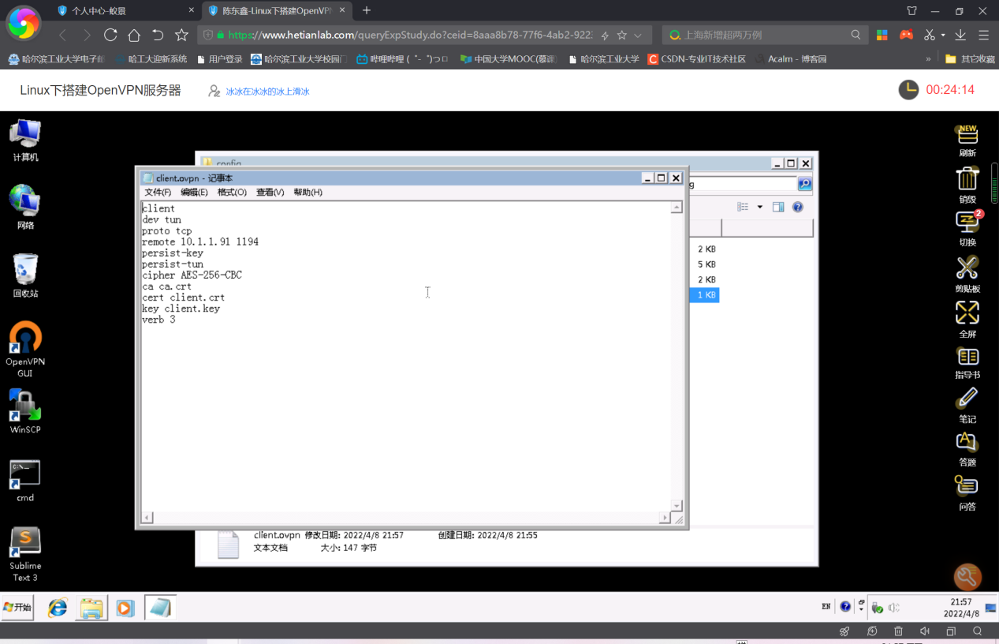 个人中心-蚁景
陈东鑫-Linux下搭建OpenVPN
https://www.hetianlab.com/queryExpStudy.do?ceid=8aaa8b78-77f6-4ab2-922
上海新增超两万例
哈尔滨工业大学电子邮
哈工大迎新系统
用户登录
哈尔滨工业大学校园门
哔哩哔哩 (゜-゜)つロ
中国大学MOOC(慕课
哈尔滨工业大学
CSDN-专业IT技术社区
Acalm - 博客园
»
其它收藏
Linux下搭建OpenVPN服务器
冰冰在冰冰的冰上滑冰
00:24:14
计算机
网络
回收站
OpenVPN
GUI
WinSCP
C:\_
cmd
Sublime
Text 3
config
client.ovpn - 记事本
文件(F) 编辑(E) 格式(O) 查看(V) 帮助(H)
client
dev tun
proto tcp
remote 10.1.1.91 1194
persist-key
persist-tun
cipher AES-256-CBC
ca ca.crt
cert client.crt
key client.key
verb 3
g
2 KB
5 KB
2 KB
1 KB
client.ovpn 修改日期: 2022/4/8 21:57 创建日期: 2022/4/8 21:55
文本文档 大小: 147 字节
NEW
刷新
销毁
2
切换
剪贴板
全屏
指导书
笔记
答题
问答
开始
EN
21:57
2022/4/8